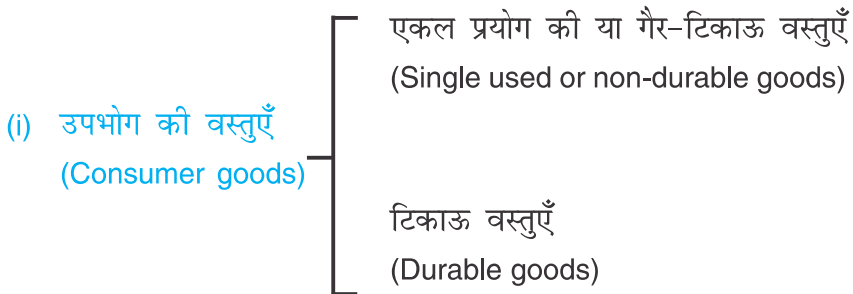 (i) उपभोग की वस्तुएँ
(Consumer goods)
एकल प्रयोग की या गैर-टिकाऊ वस्तुएँ
(Single used or non-durable goods)
टिकाऊ वस्तुएँ
(Durable goods)